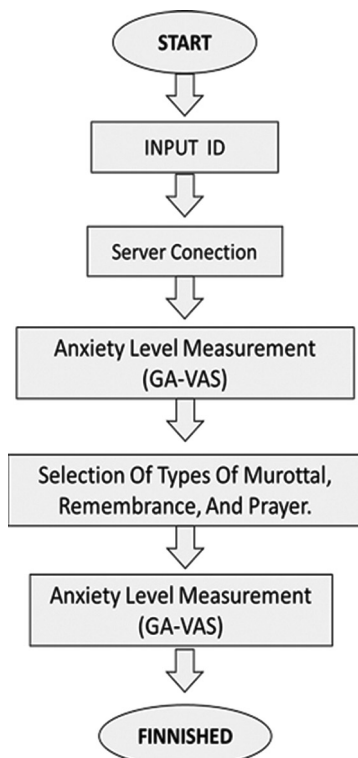 START
INPUT ID
Server Conection
Anxiety Level Measurement
(GA-VAS)
Selection Of Types Of Murottal,
Remembrance, And Prayer.
Anxiety Level Measurement
(GA-VAS)
FINNISHED